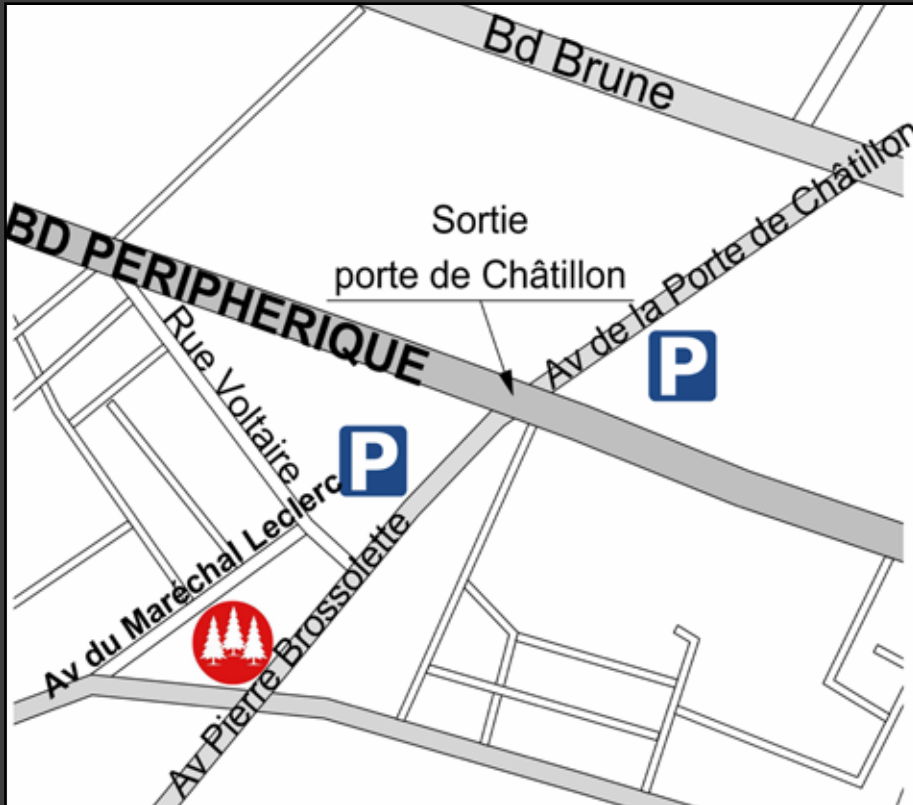 Bd Brune
Av de la Porte de Châtillon
Sortie
porte de Châtillon
BD PERIPHERIQUE
Rue Voltaire
P
P
Av du Maréchal Leclerc
Av Pierre Brossolette